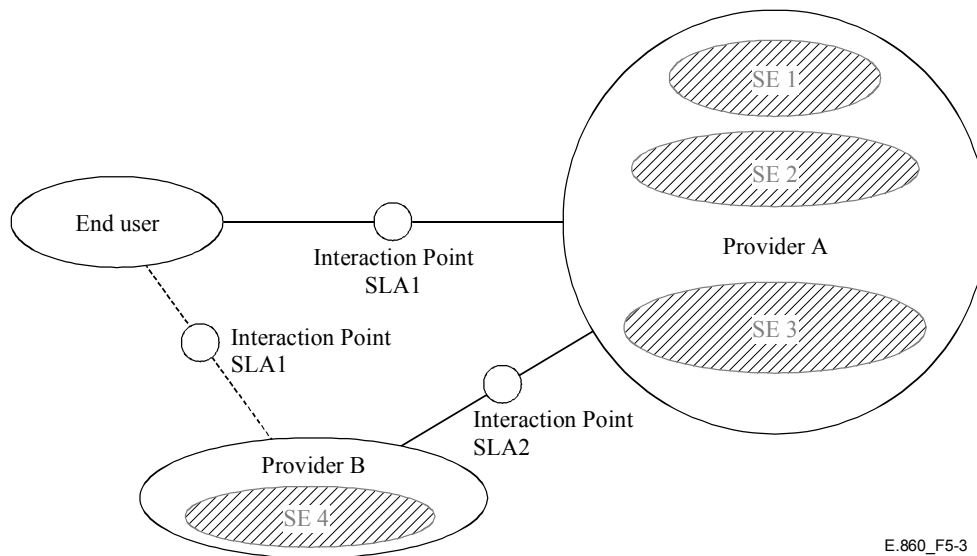 SE 1
SE 2
End user
Provider A
Interaction Point
SLA1
SE 3
Interaction Point
SLA1
Interaction Point
SLA2
Provider B
SE 4
E.860_F5-3